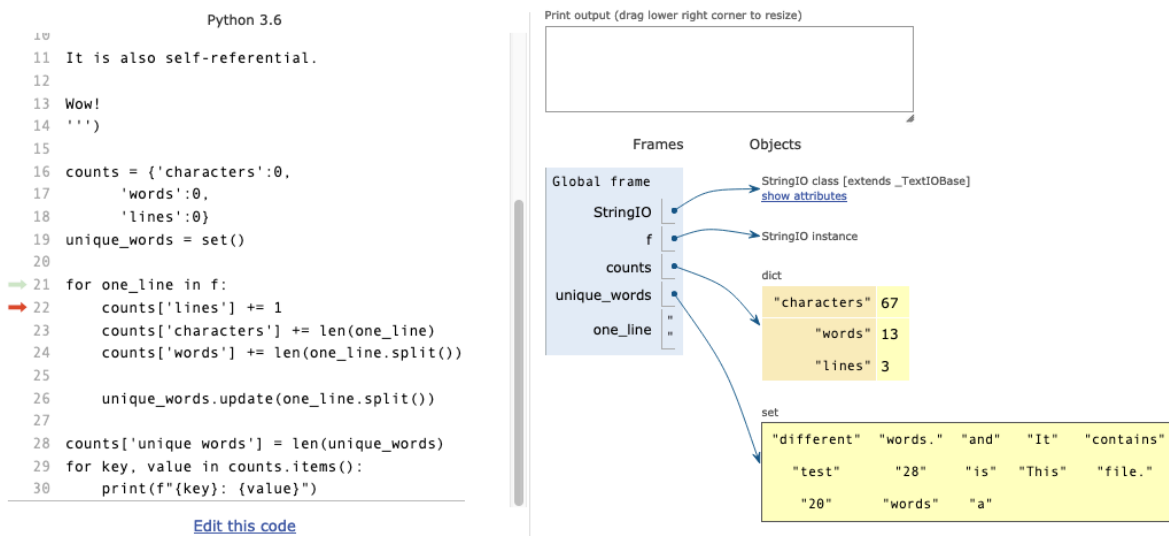 Python 3.6
10
11 It is also self-referential.
12
13 Wow!
14 ''')
15
16 counts = {'characters':0,
17       'words':0,
18       'lines':0}
19 unique_words = set()
20
21 for one_line in f:
22     counts['lines'] += 1
23     counts['characters'] += len(one_line)
24     counts['words'] += len(one_line.split())
25
26     unique_words.update(one_line.split())
27
28 counts['unique words'] = len(unique_words)
29 for key, value in counts.items():
30     print(f"{key}: {value}")
Edit this code
Print output (drag lower right corner to resize)
Frames Objects
Global frame
StringIO
f
counts
unique_words
one_line "
"
StringIO class [extends _TextIOBase]
show attributes
StringIO instance
dict
"characters" 67
"words" 13
"lines" 3
set
"different" "words." "and" "It" "contains"
"test" "28" "is" "This" "file."
"20" "words" "a"